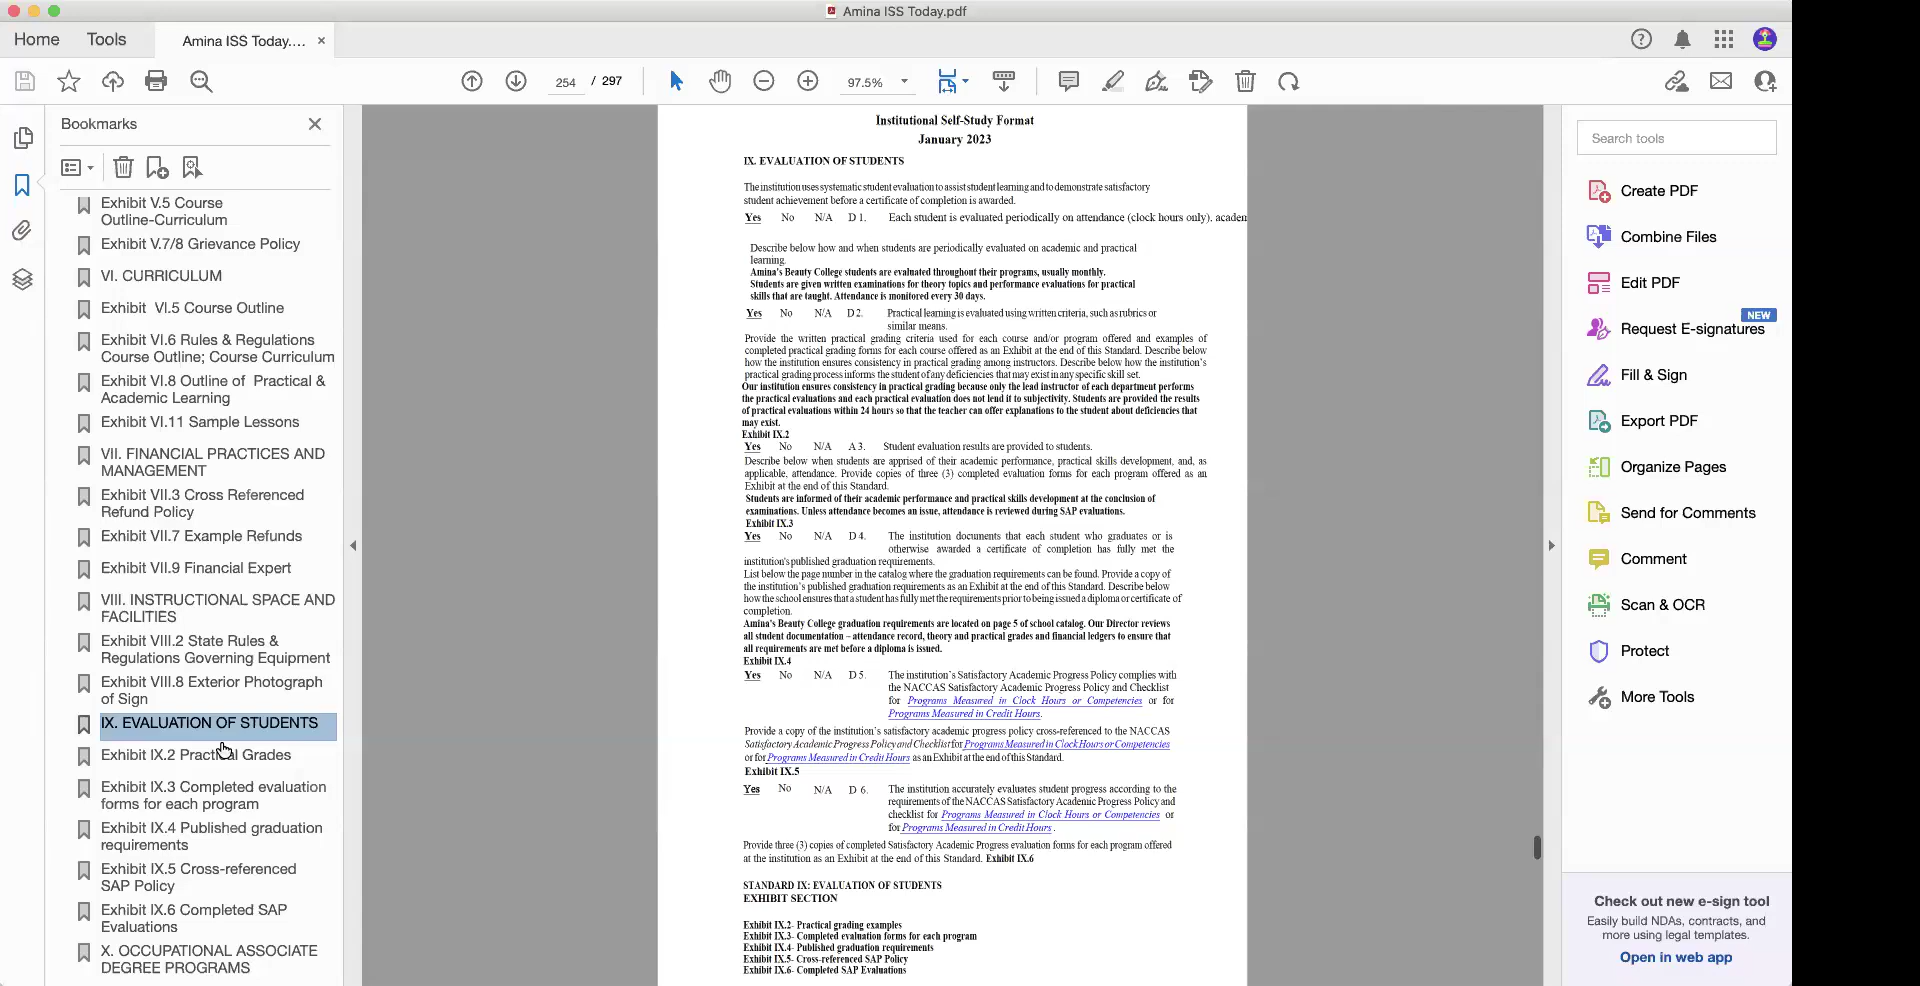 Amina ISS Today.pdf
Home Tools Amina ISS Today.... ×
254 / 297 97.5%
Bookmarks
Exhibit V.5 Course
Outline-Curriculum
Exhibit V.7/8 Grievance Policy
VI. CURRICULUM
Exhibit VI.5 Course Outline
Exhibit VI.6 Rules & Regulations
Course Outline; Course Curriculum
Exhibit VI.8 Outline of Practical &
Academic Learning
Exhibit VI.11 Sample Lessons
VII. FINANCIAL PRACTICES AND
MANAGEMENT
Exhibit VII.3 Cross Referenced
Refund Policy
Exhibit VII.7 Example Refunds
Exhibit VII.9 Financial Expert
VIII. INSTRUCTIONAL SPACE AND
FACILITIES
Exhibit VIII.2 State Rules &
Regulations Governing Equipment
Exhibit VIII.8 Exterior Photograph
of Sign
IX. EVALUATION OF STUDENTS
Exhibit IX.2 Practical Grades
Exhibit IX.3 Completed evaluation
forms for each program
Exhibit IX.4 Published graduation
requirements
Exhibit IX.5 Cross-referenced
SAP Policy
Exhibit IX.6 Completed SAP
Evaluations
X. OCCUPATIONAL ASSOCIATE
DEGREE PROGRAMS
Institutional Self-Study Format
January 2023
IX. EVALUATION OF STUDENTS
The institution uses systematic student evaluation to assist student learning and to demonstrate satisfactory
student achievement before a certificate of completion is awarded.
Yes No N/A D 1. Each student is evaluated periodically on attendance (clock hours only), academ
Describe below how and when students are periodically evaluated on academic and practical
learning.
Amina's Beauty College students are evaluated throughout their programs, usually monthly.
Students are given written examinations for theory topics and performance evaluations for practical
skills that are taught. Attendance is monitored every 30 days.
Yes No N/A D 2. Practical learning is evaluated using written criteria, such as rubrics or
similar means.
Provide the written practical grading criteria used for each course and/or program offered and examples of
completed practical grading forms for each course offered as an Exhibit at the end of this Standard. Describe below
how the institution ensures consistency in practical grading among instructors. Describe below how the institution's
practical grading process informs the student of any deficiencies that may exist in any specific skill set.
Our institution ensures consistency in practical grading because only the lead instructor of each department performs
the practical evaluations and each practical evaluation does not lend it to subjectivity. Students are provided the results
of practical evaluations within 24 hours so that the teacher can offer explanations to the student about deficiencies that
may exist.
Exhibit IX.2
Yes No N/A A 3. Student evaluation results are provided to students.
Describe below when students are apprised of their academic performance, practical skills development, and, as
applicable, attendance. Provide copies of three (3) completed evaluation forms for each program offered as an
Exhibit at the end of this Standard.
Students are informed of their academic performance and practical skills development at the conclusion of
examinations. Unless attendance becomes an issue, attendance is reviewed during SAP evaluations.
Exhibit IX.3
Yes No N/A D 4. The institution documents that each student who graduates or is
otherwise awarded a certificate of completion has fully met the
institution's published graduation requirements.
List below the page number in the catalog where the graduation requirements can be found. Provide a copy of
the institution's published graduation requirements as an Exhibit at the end of this Standard. Describe below
how the school ensures that a student has fully met the requirements prior to being issued a diploma or certificate of
completion.
Amina's Beauty College graduation requirements are located on page 5 of school catalog. Our Director reviews
all student documentation – attendance record, theory and practical grades and financial ledgers to ensure that
all requirements are met before a diploma is issued.
Exhibit IX.4
Yes No N/A D 5. The institution's Satisfactory Academic Progress Policy complies with
the NACCAS Satisfactory Academic Progress Policy and Checklist
for Programs Measured in Clock Hours or Competencies or for
Programs Measured in Credit Hours.
Provide a copy of the institution's satisfactory academic progress policy cross-referenced to the NACCAS
Satisfactory Academic Progress Policy and Checklist for Programs Measured in Clock Hours or Competencies
or for Programs Measured in Credit Hours as an Exhibit at the end of this Standard.
Exhibit IX.5
Yes No N/A D 6. The institution accurately evaluates student progress according to the
requirements of the NACCAS Satisfactory Academic Progress Policy and
checklist for Programs Measured in Clock Hours or Competencies or
for Programs Measured in Credit Hours .
Provide three (3) copies of completed Satisfactory Academic Progress evaluation forms for each program offered
at the institution as an Exhibit at the end of this Standard. Exhibit IX.6
STANDARD IX: EVALUATION OF STUDENTS
EXHIBIT SECTION
Exhibit IX.2- Practical grading examples
Exhibit IX.3- Completed evaluation forms for each program
Exhibit IX.4- Published graduation requirements
Exhibit IX.5- Cross-referenced SAP Policy
Exhibit IX.6- Completed SAP Evaluations
Search tools
Create PDF
Combine Files
Edit PDF
NEW
Request E-signatures
Fill & Sign
Export PDF
Organize Pages
Send for Comments
Comment
Scan & OCR
Protect
More Tools
Check out new e-sign tool
Easily build NDAs, contracts, and
more using legal templates.
Open in web app